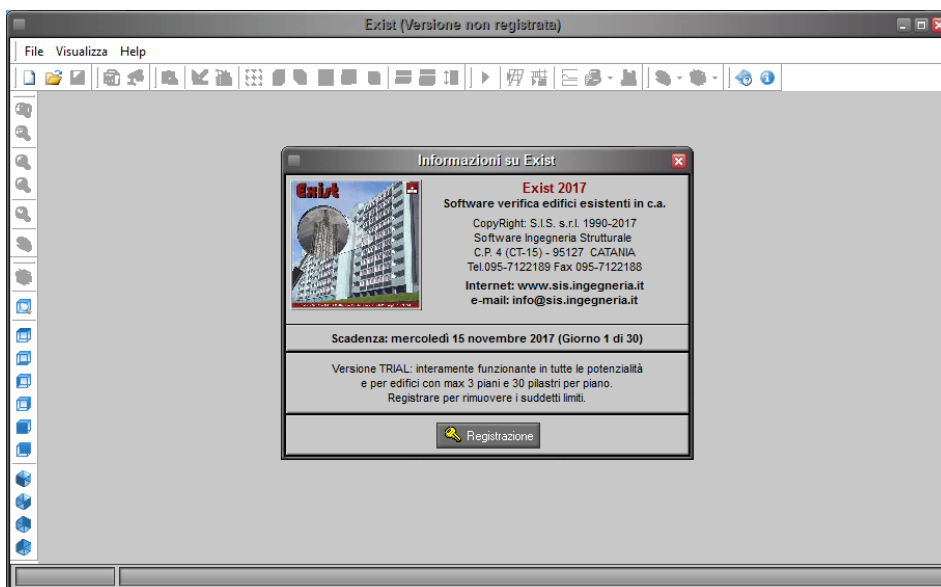 Exist (Versione non registrata)
File Visualizza Help
Informazioni su Exist
Exist
Exist 2017
Software verifica edifici esistenti in c.a.
CopyRight: S.I.S. s.r.l. 1990-2017
Software Ingegneria Strutturale
C.P. 4 (CT-15) - 95127 CATANIA
Tel.095-7122189 Fax 095-7122188
Internet: www.sis.ingegneria.it
e-mail: info@sis.ingegneria.it
Scadenza: mercoledì 15 novembre 2017 (Giorno 1 di 30)
Versione TRIAL: interamente funzionante in tutte le potenzialità
e per edifici con max 3 piani e 30 pilastri per piano.
Registrare per rimuovere i suddetti limiti.
Registrazione